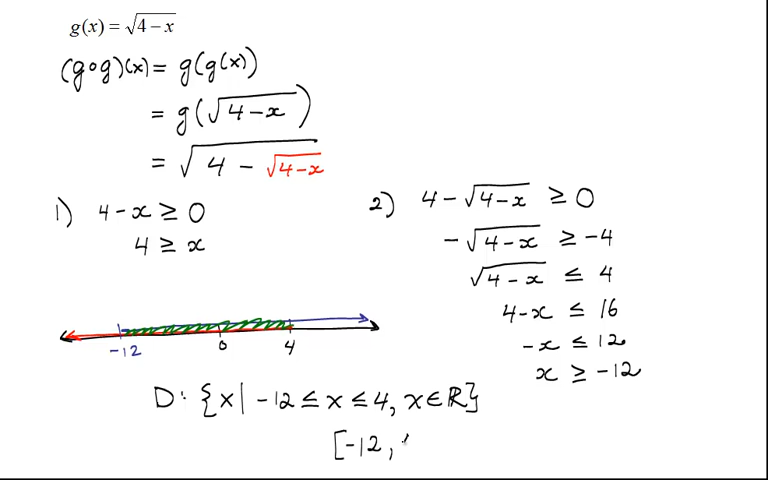 g(x) = √(4 − x)
(g∘g)(x) = g(g(x))
= g(√(4−x))
= √(4 − √(4−x))
1) 4 − x ≥ 0
4 ≥ x
2) 4 − √(4−x) ≥ 0
−√(4−x) ≥ −4
√(4−x) ≤ 4
4−x ≤ 16
−x ≤ 12
x ≥ −12
−12 0 4
D: {x| −12 ≤ x ≤ 4, x ∈ ℝ}
[−12,